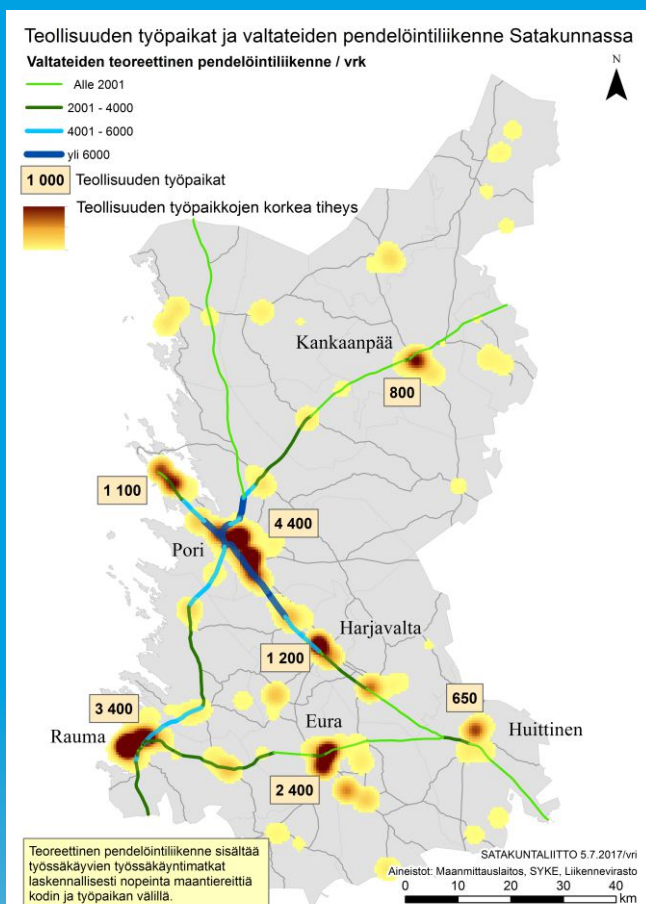 Teollisuuden työpaikat ja valtateiden pendelöintiliikenne Satakunnassa
Valtateiden teoreettinen pendelöintiliikenne / vrk
N
Alle 2001
2001 - 4000
4001 - 6000
yli 6000
1 000 Teollisuuden työpaikat
Teollisuuden työpaikkojen korkea tiheys
Kankaanpää
800
1 100
4 400
Pori
Harjavalta
1 200
650
3 400
Rauma
Eura
Huittinen
2 400
Teoreettinen pendelöintiliikenne sisältää
työssäkäyvien työssäkäyntimatkat
laskennallisesti nopeinta maantiereittiä
kodin ja työpaikan välillä.
SATAKUNTALIITTO 5.7.2017/vri
Aineistot: Maanmittauslaitos, SYKE, Liikennevirasto
0 10 20 30 40
km